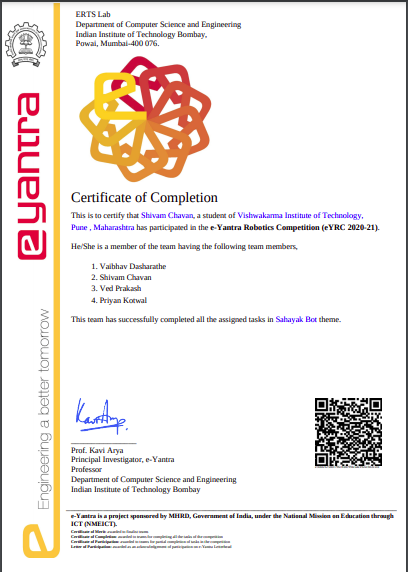 ERTS Lab
Department of Computer Science and Engineering
Indian Institute of Technology Bombay,
Powai, Mumbai-400 076.
eyantra
Engineering a better tomorrow
Certificate of Completion
This is to certify that Shivam Chavan, a student of Vishwakarma Institute of Technology,
Pune , Maharashtra has participated in the e-Yantra Robotics Competition (eYRC 2020-21).
He/She is a member of the team having the following team members,
1. Vaibhav Dasharathe
2. Shivam Chavan
3. Ved Prakash
4. Priyan Kotwal
This team has successfully completed all the assigned tasks in Sahayak Bot theme.
Kavi Arya
Prof. Kavi Arya
Principal Investigator, e-Yantra
Professor
Department of Computer Science and Engineering
Indian Institute of Technology Bombay
e-Yantra is a project sponsored by MHRD, Government of India, under the National Mission on Education through
ICT (NMEICT).
Certificate of Merit: awarded to finalist teams
Certificate of Completion: awarded to teams for completing all the tasks of the competition
Certificate of Participation: awarded to teams for partial completion of tasks in the competition
Letter of Participation: awarded as an acknowledgement of participation on e-Yantra Letterhead